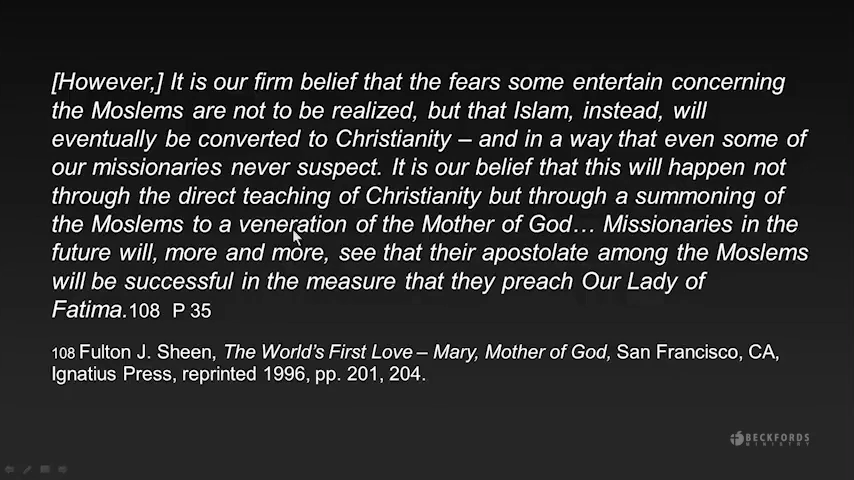 [However,] It is our firm belief that the fears some entertain concerning
the Moslems are not to be realized, but that Islam, instead, will
eventually be converted to Christianity – and in a way that even some of
our missionaries never suspect. It is our belief that this will happen not
through the direct teaching of Christianity but through a summoning of
the Moslems to a veneration of the Mother of God… Missionaries in the
future will, more and more, see that their apostolate among the Moslems
will be successful in the measure that they preach Our Lady of
Fatima.108 P 35
108 Fulton J. Sheen, The World's First Love – Mary, Mother of God, San Francisco, CA,
Ignatius Press, reprinted 1996, pp. 201, 204.
BECKFORDS
MINISTRY